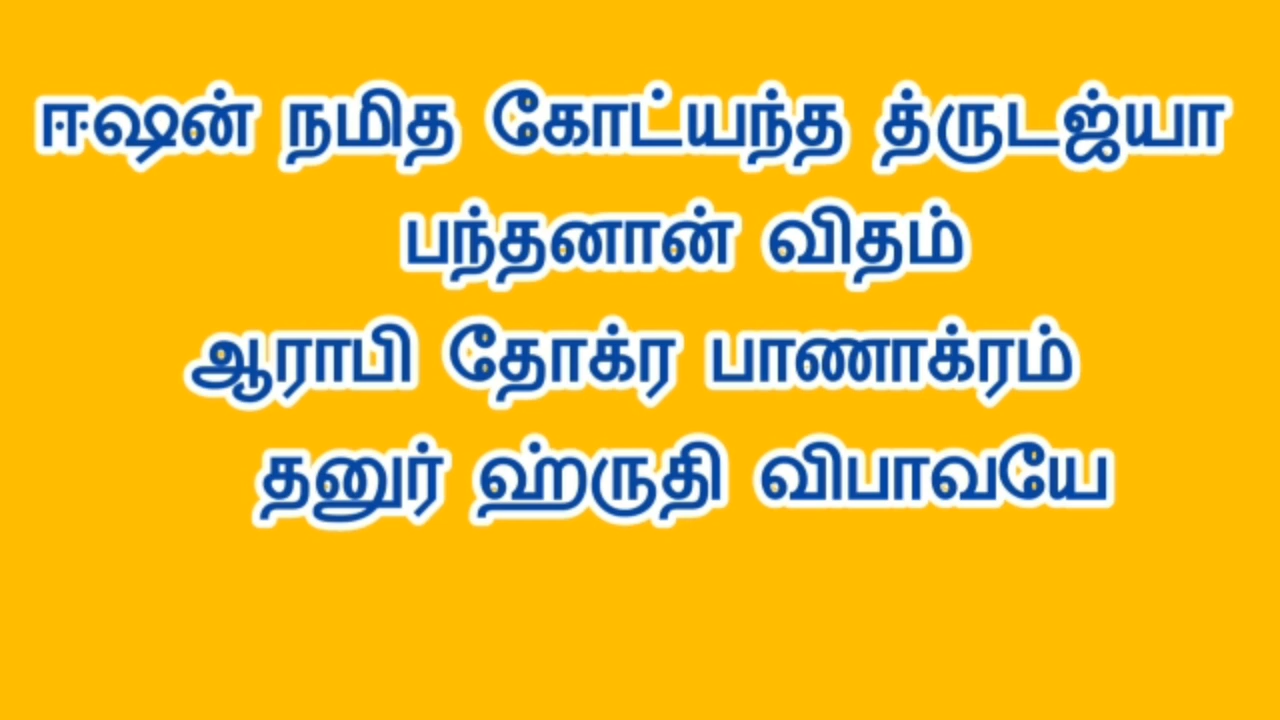 ஈஷன் நமித கோட்யந்த த்ருடஜ்யா
பந்தனான் விதம்
ஆராபி தோக்ர பாணாக்ரம்
தனுர் ஹ்ருதி விபாவயே